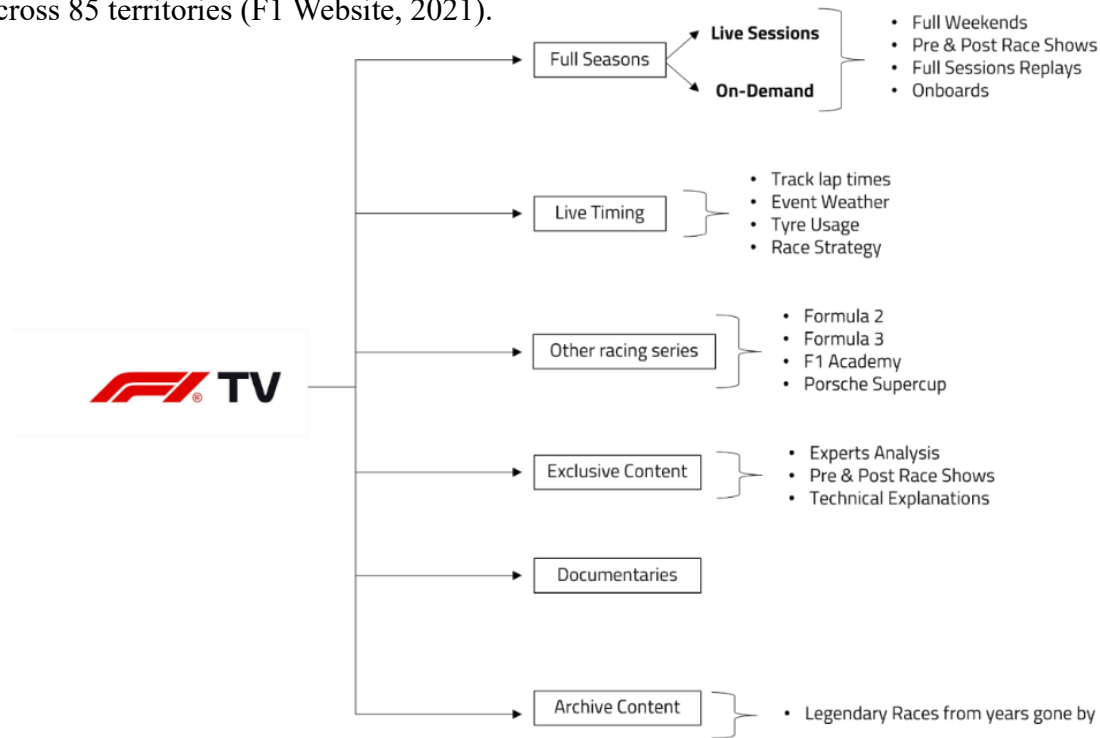 cross 85 territories (F1 Website, 2021).
Full Seasons
Live Sessions
On-Demand
• Full Weekends
• Pre & Post Race Shows
• Full Sessions Replays
• Onboards
Live Timing
• Track lap times
• Event Weather
• Tyre Usage
• Race Strategy
Other racing series
• Formula 2
• Formula 3
• F1 Academy
• Porsche Supercup
F1® TV
Exclusive Content
• Experts Analysis
• Pre & Post Race Shows
• Technical Explanations
Documentaries
Archive Content
• Legendary Races from years gone by